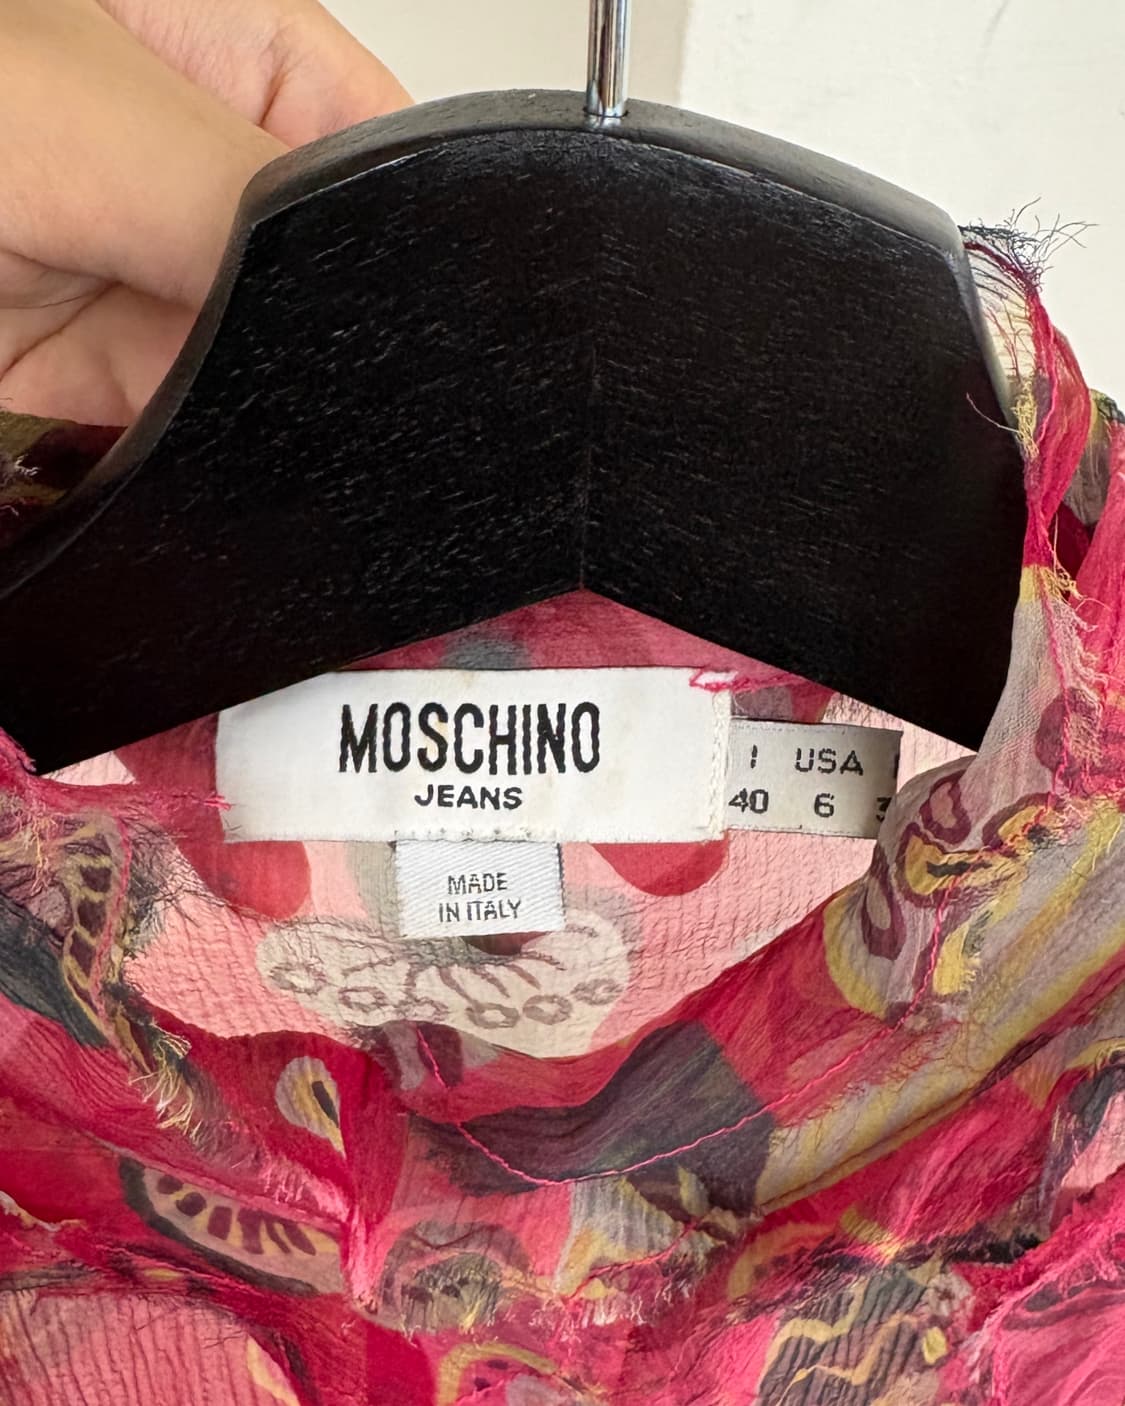 MOSCHINO
JEANS
I USA
40 6
MADE
IN ITALY